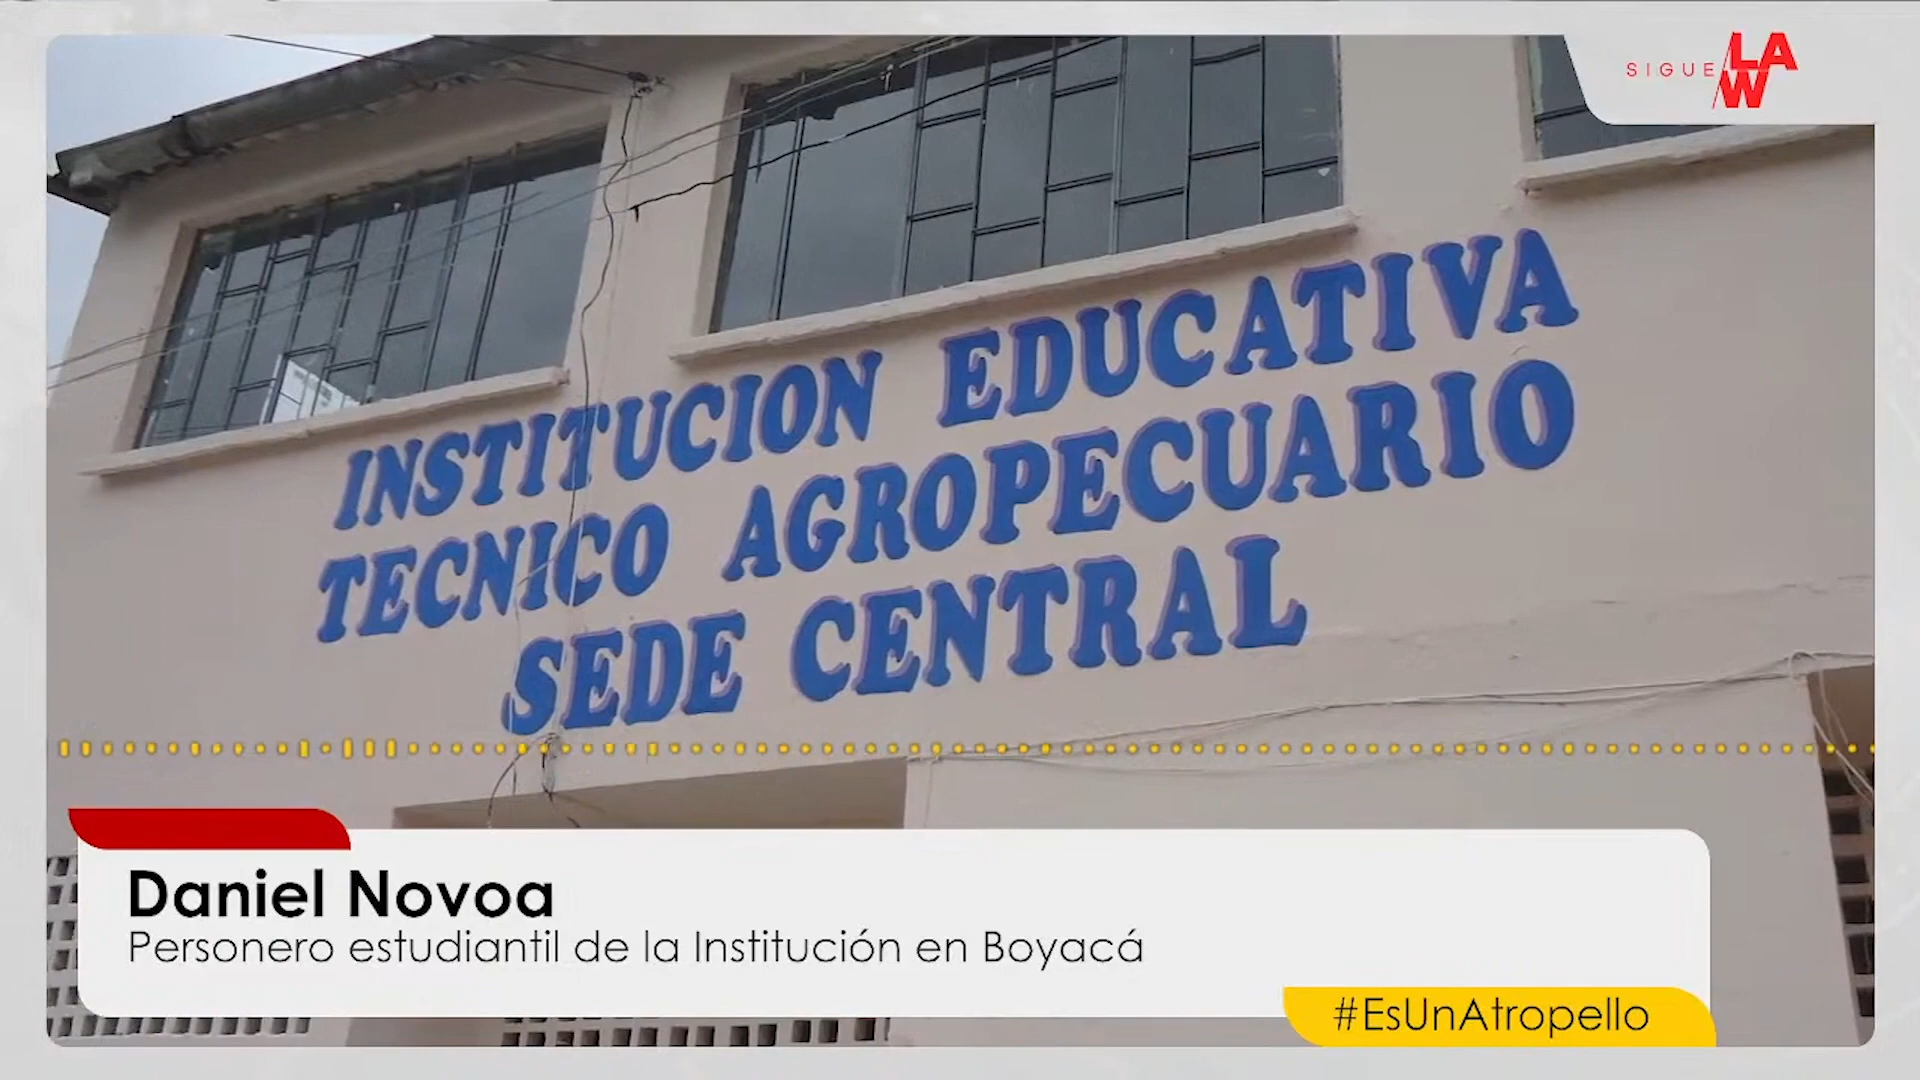 SIGUE LA W
INSTITUCION EDUCATIVA
TECNICO AGROPECUARIO
SEDE CENTRAL
Daniel Novoa
Personero estudiantil de la Institución en Boyacá
#EsUnAtropello